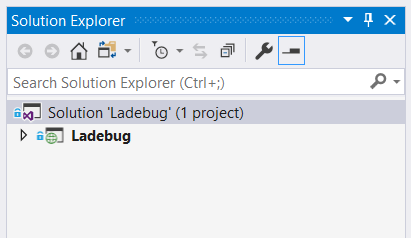 Solution Explorer
Search Solution Explorer (Ctrl+;)
Solution 'Ladebug' (1 project)
Ladebug